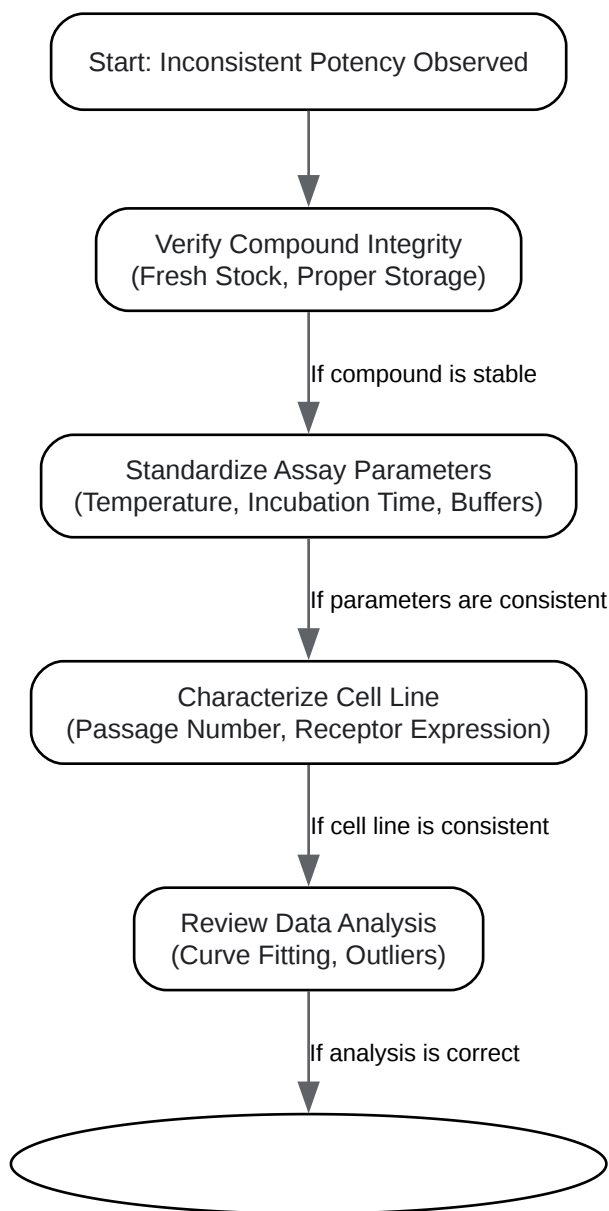 Start: Inconsistent Potency Observed
Verify Compound Integrity
(Fresh Stock, Proper Storage)
If compound is stable
Standardize Assay Parameters
(Temperature, Incubation Time, Buffers)
If parameters are consistent
Characterize Cell Line
(Passage Number, Receptor Expression)
If cell line is consistent
Review Data Analysis
(Curve Fitting, Outliers)
If analysis is correct